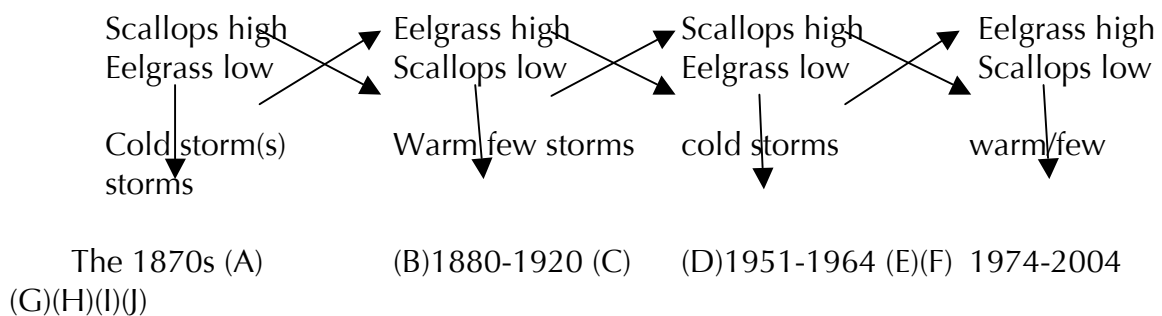 Scallops high Eelgrass high Scallops high Eelgrass high
Eelgrass low Scallops low Eelgrass low Scallops low
Cold storm(s) Warm few storms cold storms warm/few
storms
The 1870s (A) (B)1880-1920 (C) (D)1951-1964 (E)(F) 1974-2004
(G)(H)(I)(J)